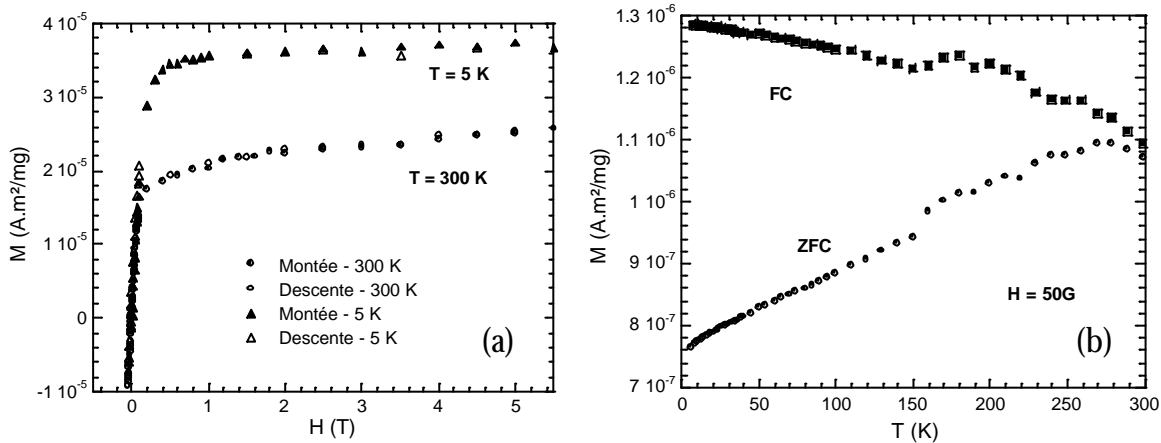 4 10-5
3 10-5
2 10-5
1 10-5
0
-1 10-5
M (A.m²/mg)
T = 5 K
T = 300 K
Montée - 300 K
Descente - 300 K
Montée - 5 K
Descente - 5 K
(a)
0 1 2 3 4 5
H (T)
1.3 10-6
1.2 10-6
1.1 10-6
1 10-6
9 10-7
8 10-7
7 10-7
M (A.m²/mg)
FC
ZFC
H = 50G
(b)
0 50 100 150 200 250 300
T (K)